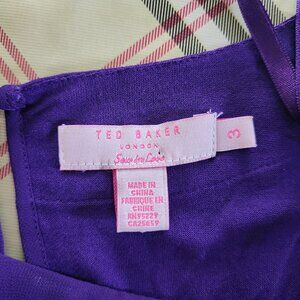 TED BAKER
LONDON
Sew in Love
3
MADE IN
CHINA
FABRIQUE EN
CHINE
RN95229
CA25659